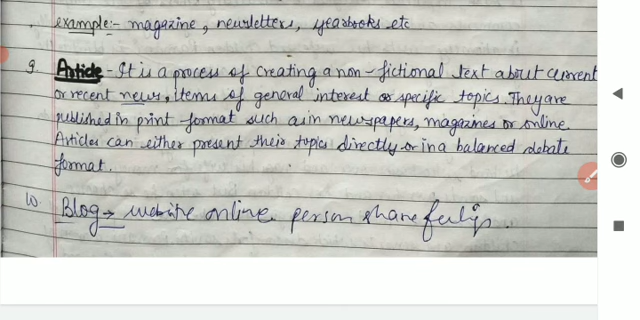 example:- magazine, newsletters, yearbooks etc
9. Article - It is a process of creating a non-fictional text about current
or recent news, items of general interest or specific topics. They are
published in print format such as in newspapers, magazines or online
Articles can either present their topics directly or in a balanced debate
format.
10. Blog → website online person share feelings.